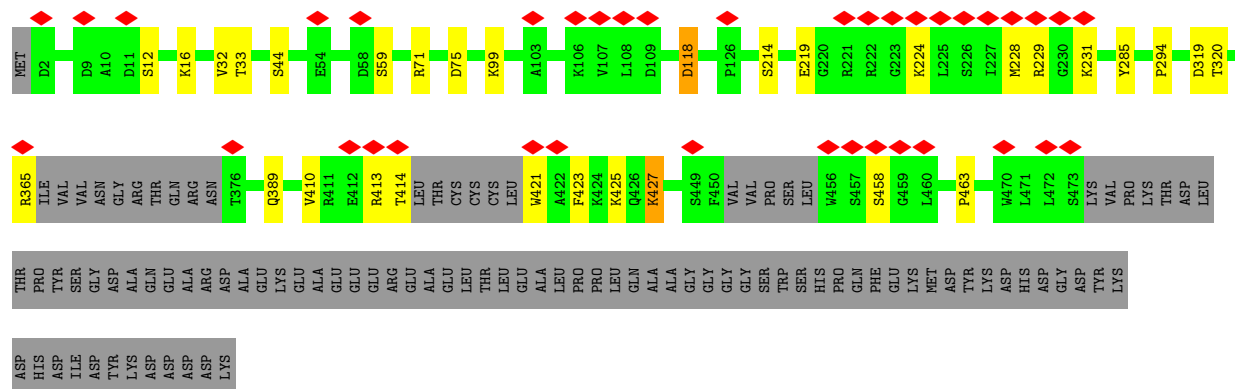 MET D2 D9 A10 D11 S12 K16 V32 T33 S44 E54 D58 S59 R71 D75 K99 A103 K106 V107 L108 D109 D118 P126 S214 E219 G220 R221 R222 G223 K224 L225 S226 I227 M228 R229 G230 K231 Y285 P294 D319 T320
R365 ILE VAL VAL ASN GLY ARG THR GLN ARG ASN T376 Q389 V410 R411 E412 R413 T414 LEU THR CYS CYS CYS LEU W421 A422 F423 K424 K425 Q426 K427 S449 F450 VAL VAL PRO SER LEU W456 S457 S458 G459 L460 P463 W470 L471 L472 S473 LYS VAL PRO LYS THR ASP LEU
THR PRO TYR SER GLY ASP ALA GLN GLU ALA ARG ASP ALA GLU LYS GLU ALA GLU GLU GLU ARG GLU ALA GLU LEU THR LEU GLU ALA LEU PRO PRO LEU GLN ALA ALA GLY GLY GLY GLY SER TRP SER HIS PRO GLN PHE GLU LYS MET ASP TYR LYS ASP HIS ASP GLY ASP TYR LYS
ASP HIS ASP ILE ASP TYR LYS ASP ASP ASP ASP LYS